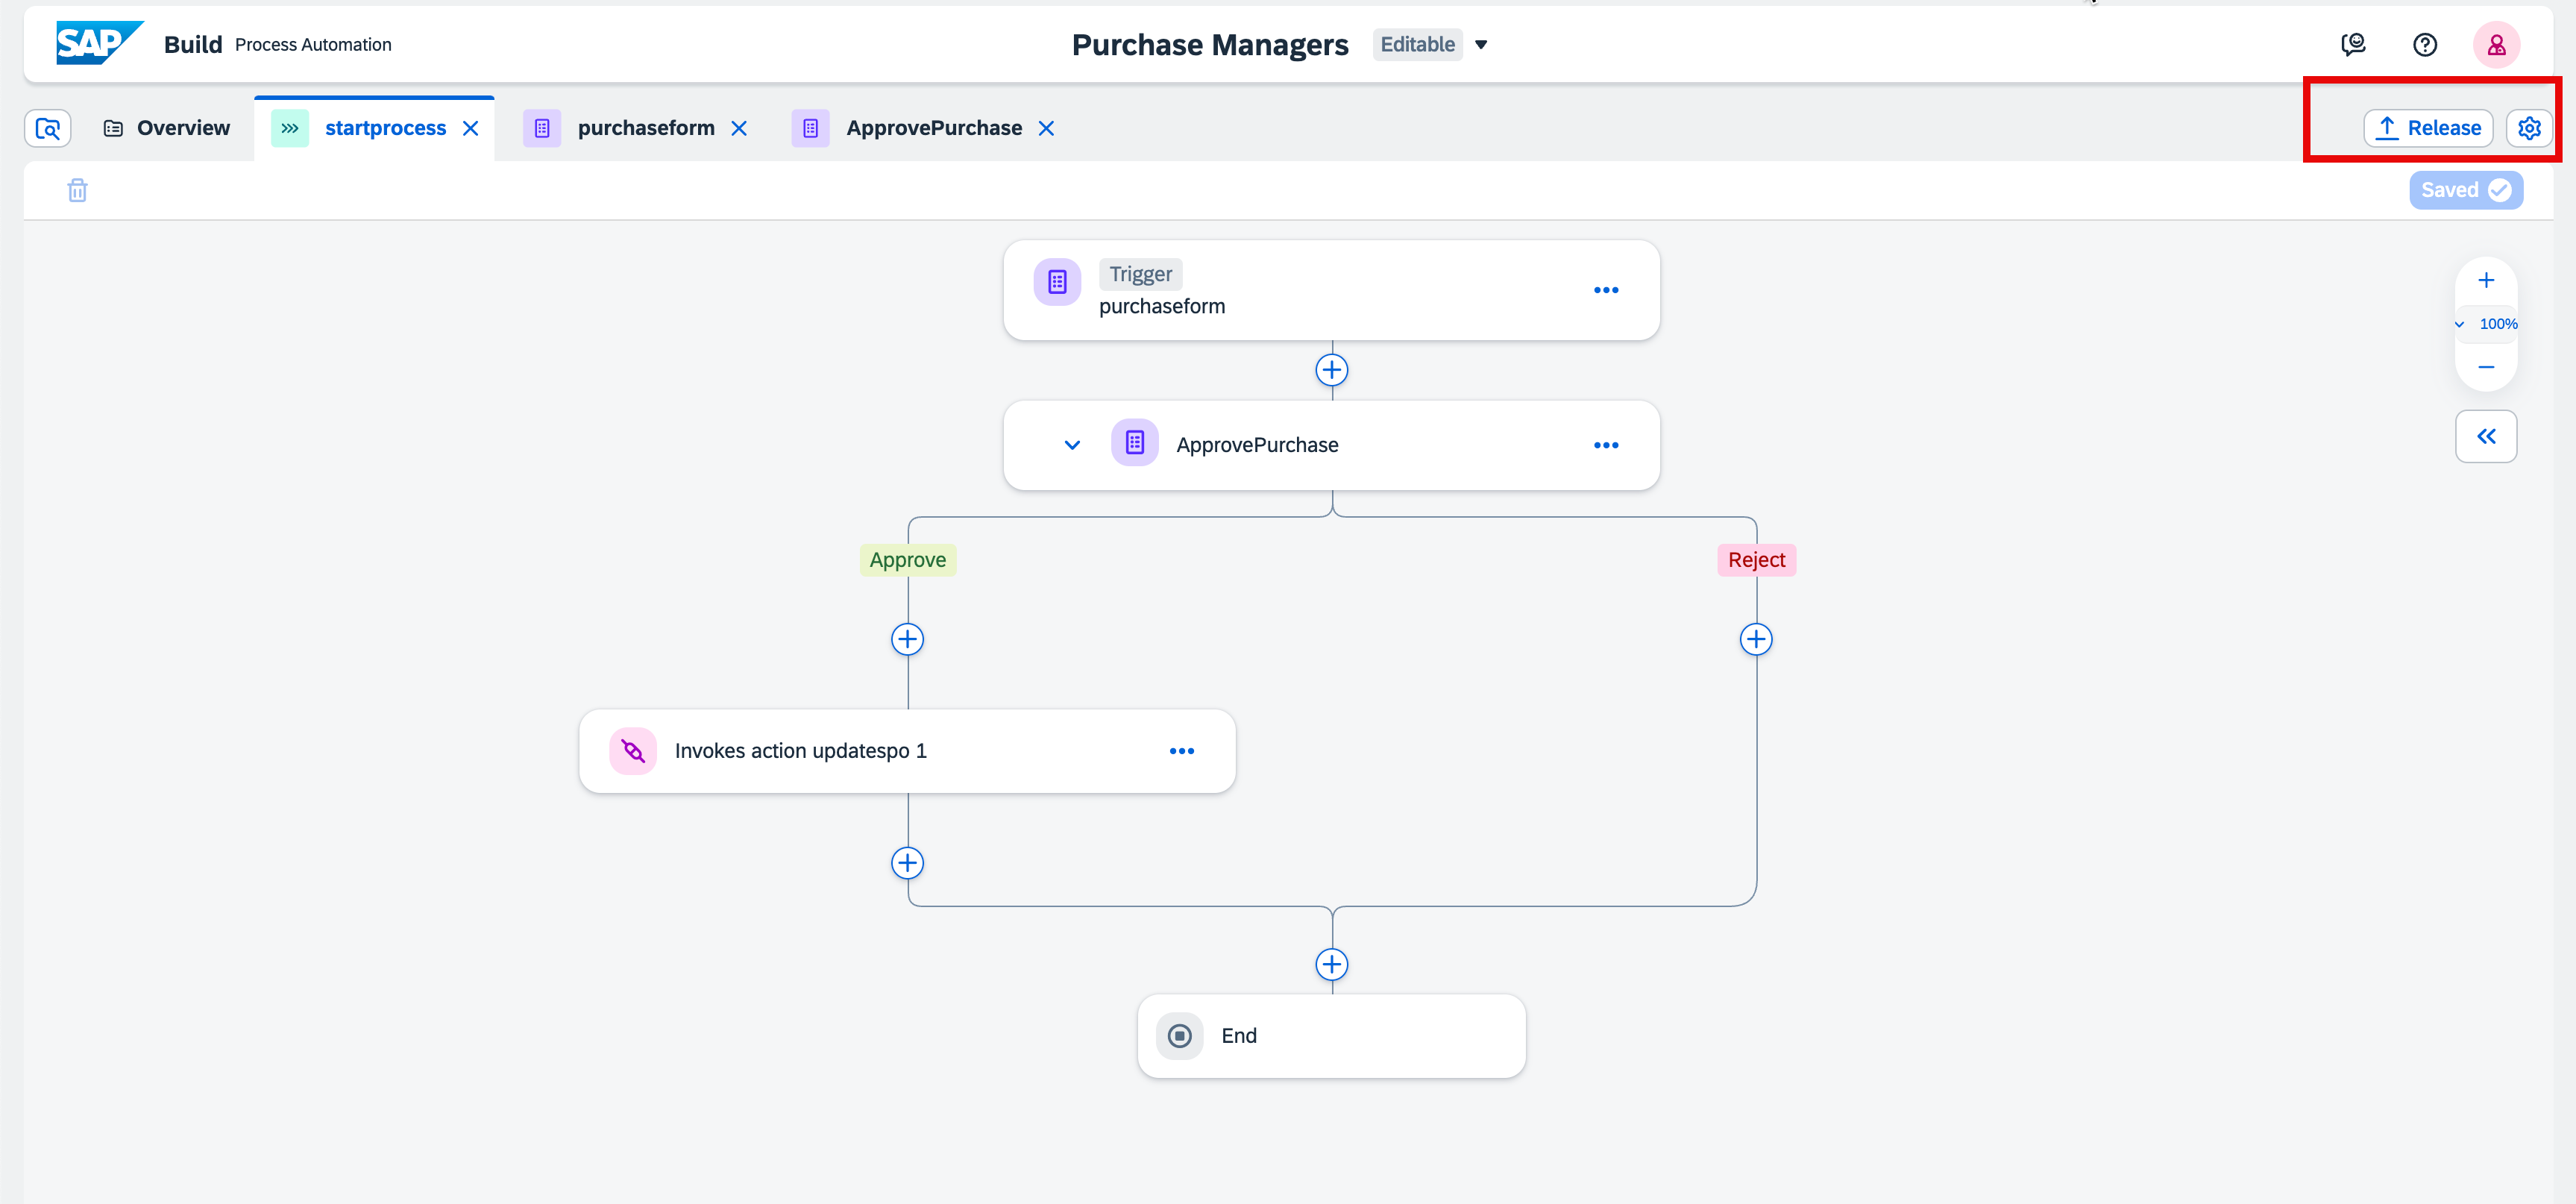 SAP Build Process Automation
Purchase Managers Editable
Overview startprocess purchaseform ApprovePurchase
Release
Saved
Trigger
purchaseform
100%
ApprovePurchase
Approve
Reject
Invokes action updatespo 1
End